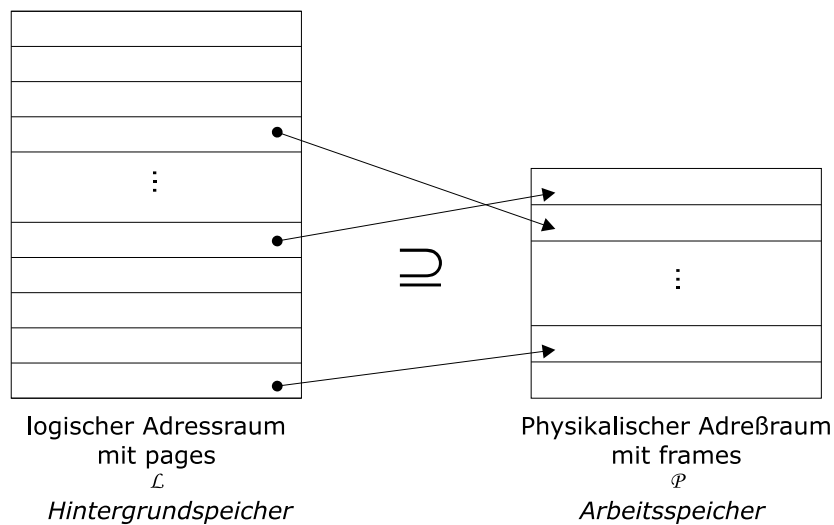 ⋮
⊇
⋮
logischer Adressraum
mit pages
ℒ
Hintergrundspeicher
Physikalischer Adreßraum
mit frames
𝒫
Arbeitsspeicher